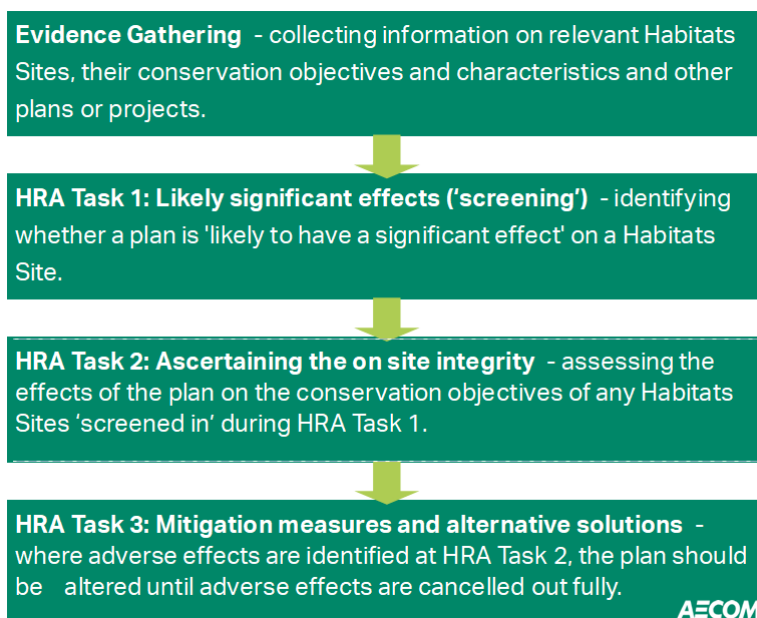 Evidence Gathering - collecting information on relevant Habitats
Sites, their conservation objectives and characteristics and other
plans or projects.
HRA Task 1: Likely significant effects (‘screening’) - identifying
whether a plan is 'likely to have a significant effect' on a Habitats
Site.
HRA Task 2: Ascertaining the on site integrity - assessing the
effects of the plan on the conservation objectives of any Habitats
Sites ‘screened in’ during HRA Task 1.
HRA Task 3: Mitigation measures and alternative solutions -
where adverse effects are identified at HRA Task 2, the plan should
be altered until adverse effects are cancelled out fully.
AECOM